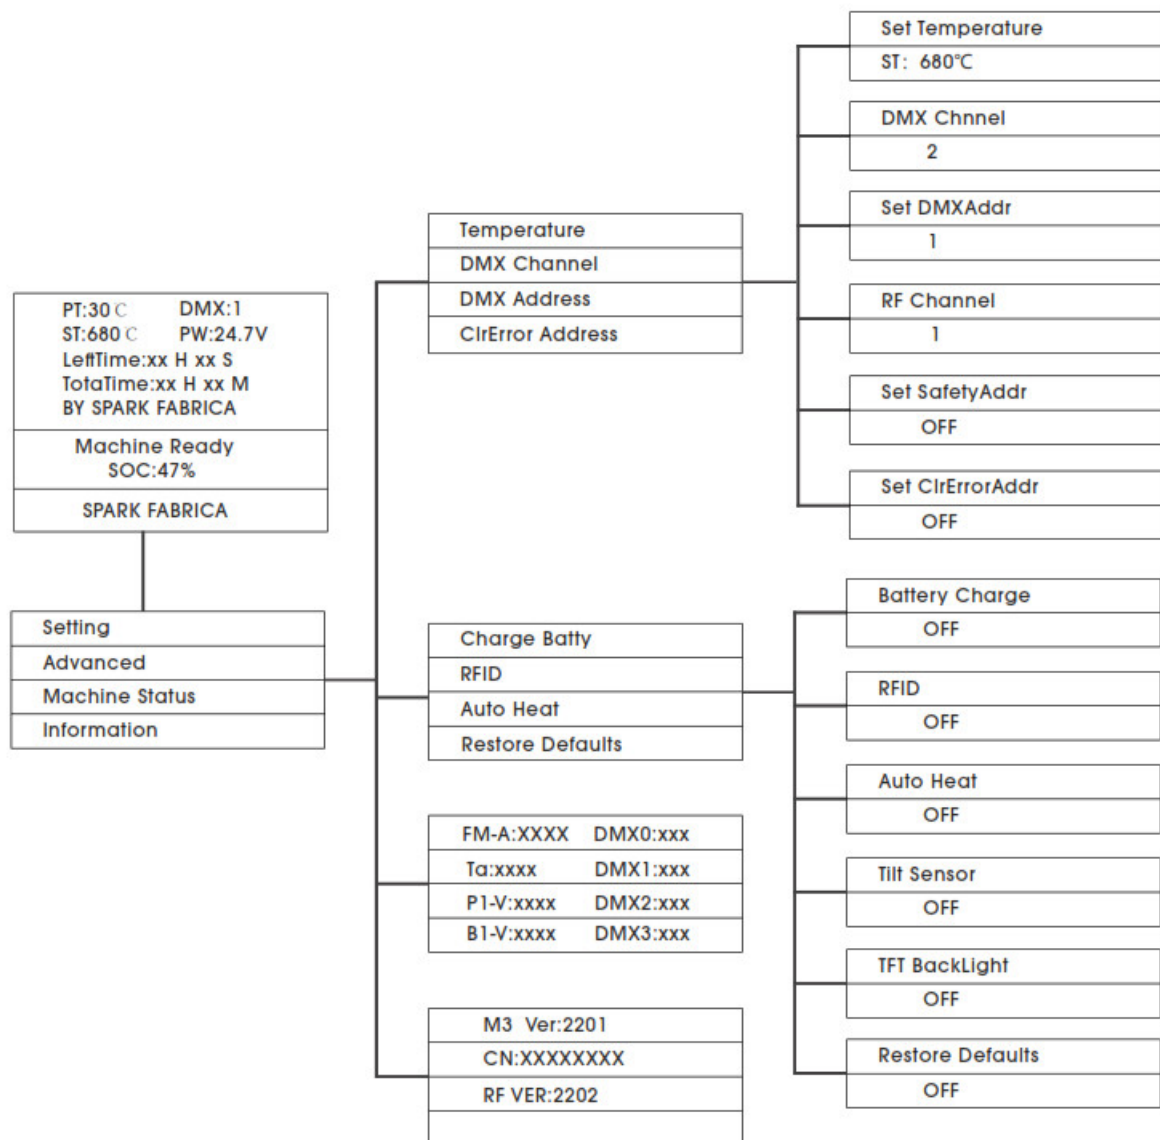 PT:30℃ DMX:1
ST:680℃ PW:24.7V
LeftTime:xx H xx S
TotaTime:xx H xx M
BY SPARK FABRICA
Machine Ready
SOC:47%
SPARK FABRICA
Setting
Advanced
Machine Status
Information
Temperature
DMX Channel
DMX Address
ClrError Address
Charge Batty
RFID
Auto Heat
Restore Defaults
FM-A:XXXX DMX0:xxx
Ta:xxxx DMX1:xxx
P1-V:xxxx DMX2:xxx
B1-V:xxxx DMX3:xxx
M3 Ver:2201
CN:XXXXXXXX
RF VER:2202
Set Temperature
ST: 680℃
DMX Chnnel
2
Set DMXAddr
1
RF Channel
1
Set SafetyAddr
OFF
Set ClrErrorAddr
OFF
Battery Charge
OFF
RFID
OFF
Auto Heat
OFF
Tilt Sensor
OFF
TFT BackLight
OFF
Restore Defaults
OFF